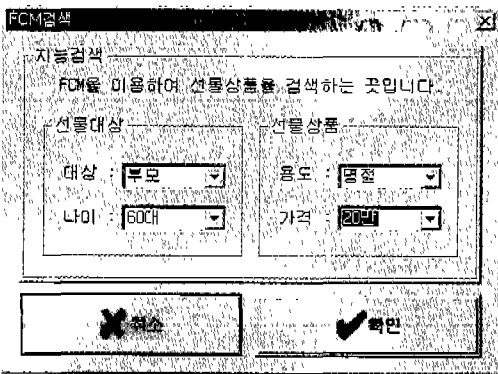 FCM검색
지능검색
FCM을 이용하여 선물상품을 검색하는 곳입니다.
선물대상
선물상품
대상 : 부모
용도 : 명절
나이 : 60대
가격 : 20만
취소
확인